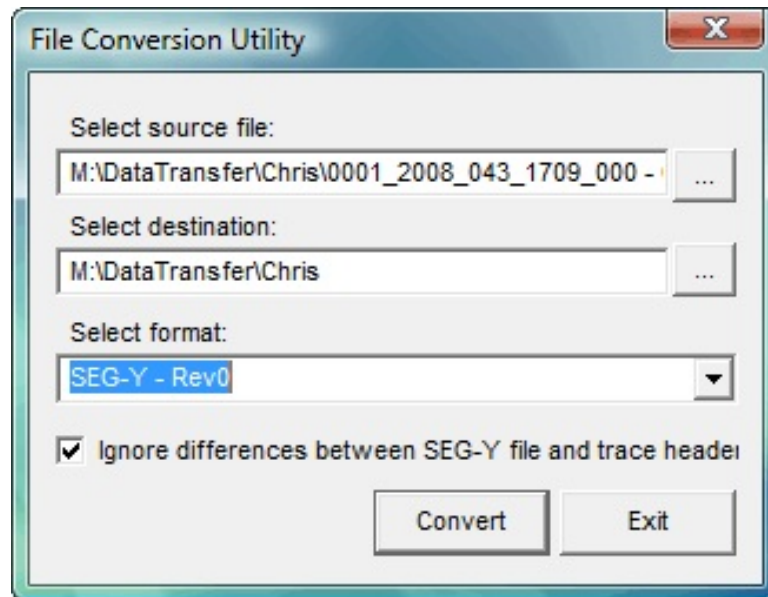 File Conversion Utility
Select source file:
M:\DataTransfer\Chris\0001_2008_043_1709_000 -
...
Select destination:
M:\DataTransfer\Chris
...
Select format:
SEG-Y - Rev0
Ignore differences between SEG-Y file and trace header
Convert Exit